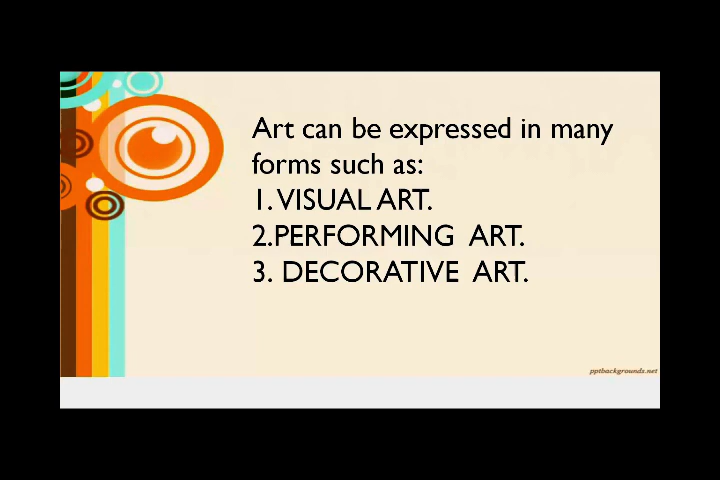 Art can be expressed in many
forms such as:
1. VISUAL ART.
2.PERFORMING ART.
3. DECORATIVE ART.
pptbackgrounds.net